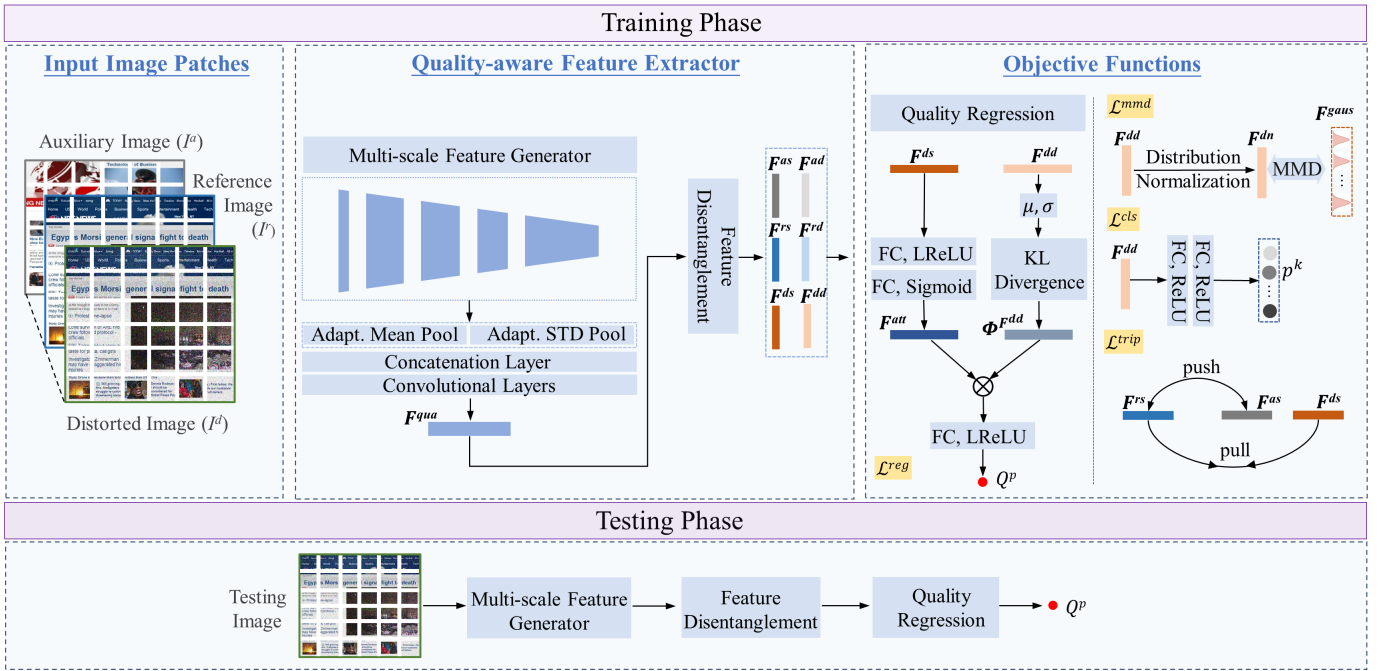 Training Phase
Input Image Patches
Auxiliary Image (Iᵃ)
Reference
Image
(Iʳ)
Egypt's Morsi general signal fight to death
Distorted Image (Iᵈ)
Quality-aware Feature Extractor
Multi-scale Feature Generator
Adapt. Mean Pool
Adapt. STD Pool
Concatenation Layer
Convolutional Layers
F^qua
Feature
Disentanglement
F^as F^ad
F^rs F^rd
F^ds F^dd
Objective Functions
Quality Regression
F^ds
F^dd
μ, σ
FC, LReLU
FC, Sigmoid
KL
Divergence
F^att
Φ^F^dd
FC, LReLU
ℒ^reg
Q^p
ℒ^mmd
F^dd
Distribution
Normalization
F^dn
MMD
F^gaus
ℒ^cls
F^dd
FC, ReLU
FC, ReLU
p^k
ℒ^trip
push
F^rs
F^as
F^ds
pull
Testing Phase
Testing
Image
Multi-scale Feature
Generator
Feature
Disentanglement
Quality
Regression
Q^p